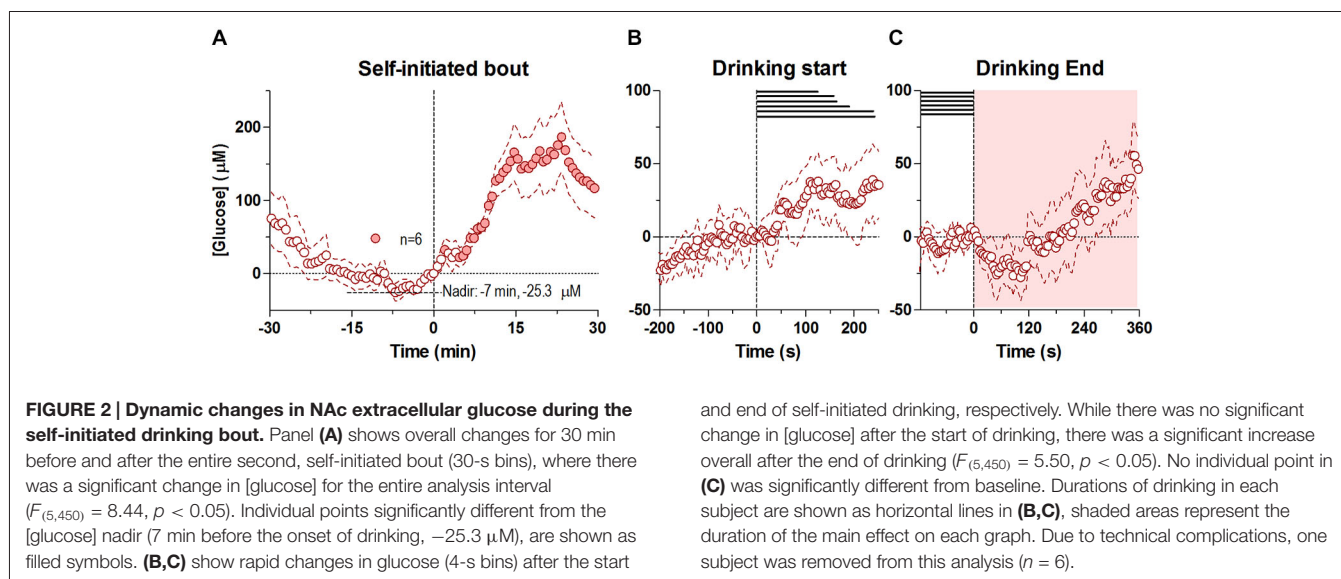 A
B
C
Self-initiated bout
Drinking start
Drinking End
[Glucose] (μM)
200
100
0
n=6
Nadir: -7 min, -25.3 μM
-30
-15
0
15
30
Time (min)
100
50
0
-50
-200
-100
0
100
200
Time (s)
100
50
0
-50
0
120
240
360
Time (s)
FIGURE 2 | Dynamic changes in NAc extracellular glucose during the
self-initiated drinking bout. Panel (A) shows overall changes for 30 min
before and after the entire second, self-initiated bout (30-s bins), where there
was a significant change in [glucose] for the entire analysis interval
(F(5,450) = 8.44, p < 0.05). Individual points significantly different from the
[glucose] nadir (7 min before the onset of drinking, −25.3 μM), are shown as
filled symbols. (B,C) show rapid changes in glucose (4-s bins) after the start
and end of self-initiated drinking, respectively. While there was no significant
change in [glucose] after the start of drinking, there was a significant increase
overall after the end of drinking (F(5,450) = 5.50, p < 0.05). No individual point in
(C) was significantly different from baseline. Durations of drinking in each
subject are shown as horizontal lines in (B,C), shaded areas represent the
duration of the main effect on each graph. Due to technical complications, one
subject was removed from this analysis (n = 6).